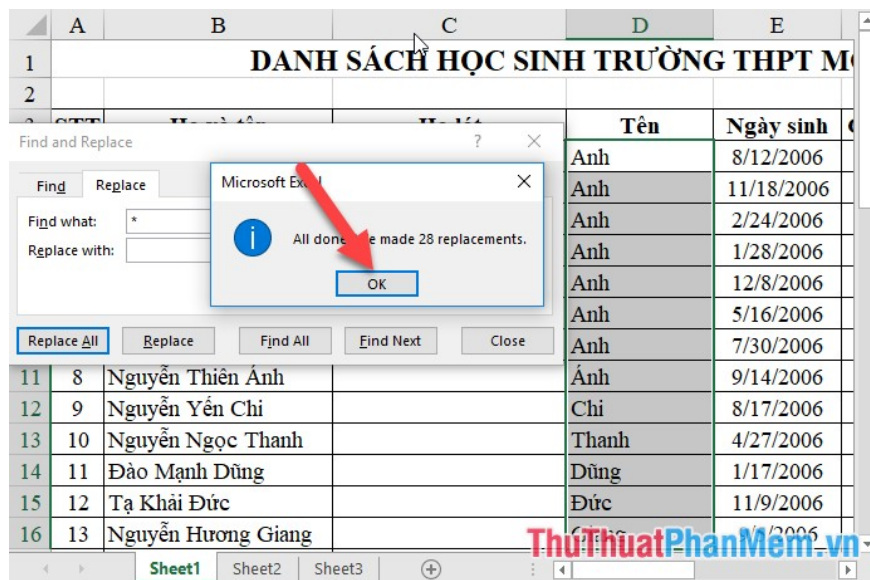 A B C D E
1 DANH SÁCH HỌC SINH TRƯỜNG THPT
2
Tên Ngày sinh
Find and Replace ? ×
Anh 8/12/2006
Find Replace
Microsoft Excel ×
Anh 11/18/2006
Find what: *
Anh 2/24/2006
Replace with:
All done. We made 28 replacements.
Anh 1/28/2006
OK
Anh 12/8/2006
Anh 5/16/2006
Replace All Replace Find All Find Next Close
Anh 7/30/2006
11 8 Nguyễn Thiên Ánh Ánh 9/14/2006
12 9 Nguyễn Yến Chi Chi 8/17/2006
13 10 Nguyễn Ngọc Thanh Thanh 4/27/2006
14 11 Đào Mạnh Dũng Dũng 1/17/2006
15 12 Tạ Khải Đức Đức 11/9/2006
16 13 Nguyễn Hương Giang
ThuThuatPhanMem.vn
Sheet1 Sheet2 Sheet3